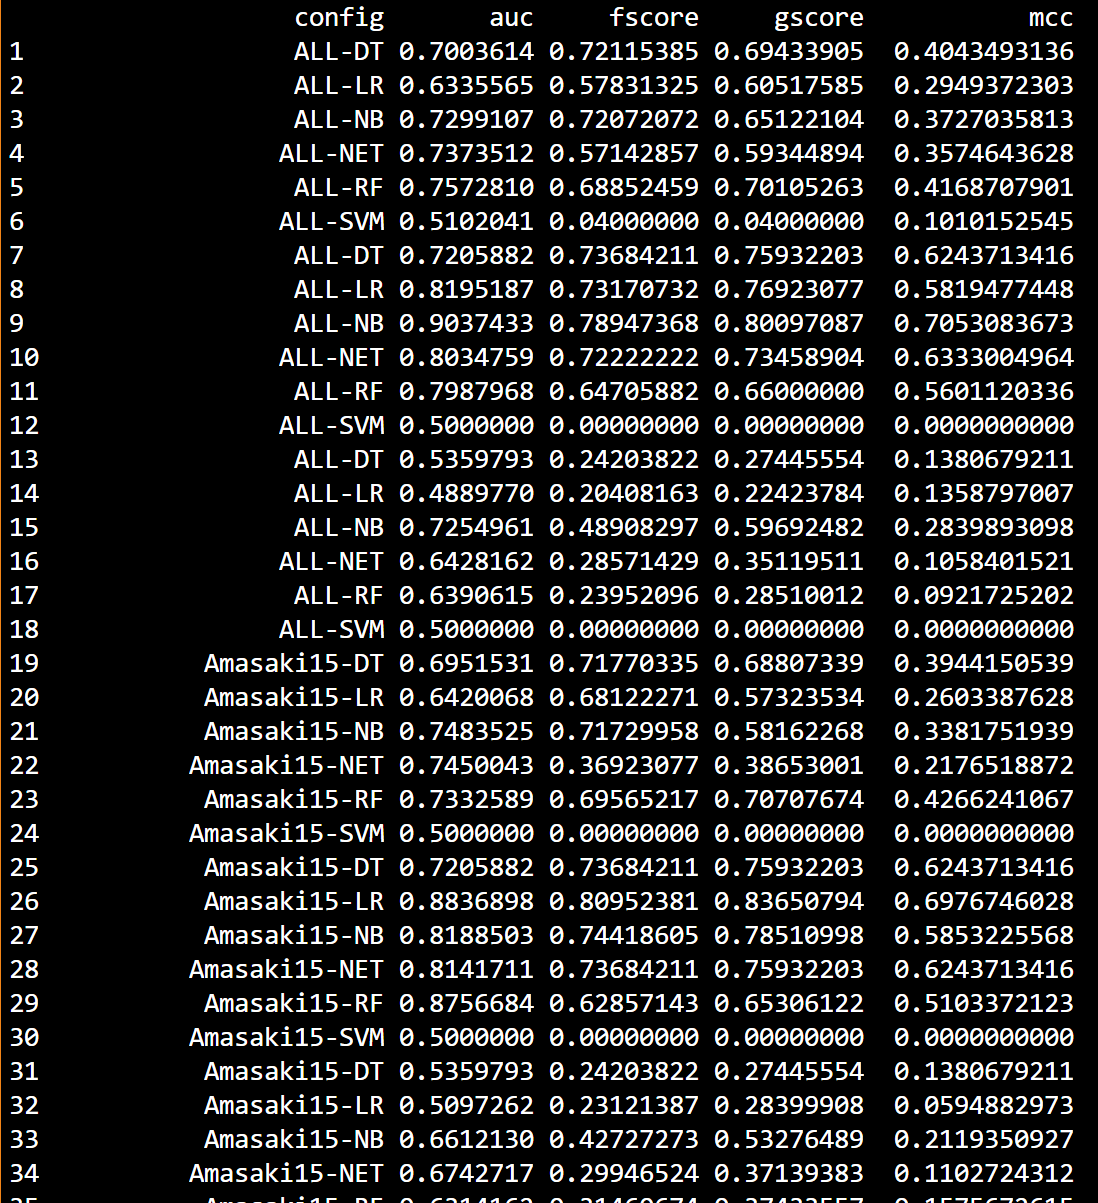 config auc fscore gscore mcc
1 ALL-DT 0.7003614 0.72115385 0.69433905 0.4043493136
2 ALL-LR 0.6335565 0.57831325 0.60517585 0.2949372303
3 ALL-NB 0.7299107 0.72072072 0.65122104 0.3727035813
4 ALL-NET 0.7373512 0.57142857 0.59344894 0.3574643628
5 ALL-RF 0.7572810 0.68852459 0.70105263 0.4168707901
6 ALL-SVM 0.5102041 0.04000000 0.04000000 0.1010152545
7 ALL-DT 0.7205882 0.73684211 0.75932203 0.6243713416
8 ALL-LR 0.8195187 0.73170732 0.76923077 0.5819477448
9 ALL-NB 0.9037433 0.78947368 0.80097087 0.7053083673
10 ALL-NET 0.8034759 0.72222222 0.73458904 0.6333004964
11 ALL-RF 0.7987968 0.64705882 0.66000000 0.5601120336
12 ALL-SVM 0.5000000 0.00000000 0.00000000 0.0000000000
13 ALL-DT 0.5359793 0.24203822 0.27445554 0.1380679211
14 ALL-LR 0.4889770 0.20408163 0.22423784 0.1358797007
15 ALL-NB 0.7254961 0.48908297 0.59692482 0.2839893098
16 ALL-NET 0.6428162 0.28571429 0.35119511 0.1058401521
17 ALL-RF 0.6390615 0.23952096 0.28510012 0.0921725202
18 ALL-SVM 0.5000000 0.00000000 0.00000000 0.0000000000
19 Amasaki15-DT 0.6951531 0.71770335 0.68807339 0.3944150539
20 Amasaki15-LR 0.6420068 0.68122271 0.57323534 0.2603387628
21 Amasaki15-NB 0.7483525 0.71729958 0.58162268 0.3381751939
22 Amasaki15-NET 0.7450043 0.36923077 0.38653001 0.2176518872
23 Amasaki15-RF 0.7332589 0.69565217 0.70707674 0.4266241067
24 Amasaki15-SVM 0.5000000 0.00000000 0.00000000 0.0000000000
25 Amasaki15-DT 0.7205882 0.73684211 0.75932203 0.6243713416
26 Amasaki15-LR 0.8836898 0.80952381 0.83650794 0.6976746028
27 Amasaki15-NB 0.8188503 0.74418605 0.78510998 0.5853225568
28 Amasaki15-NET 0.8141711 0.73684211 0.75932203 0.6243713416
29 Amasaki15-RF 0.8756684 0.62857143 0.65306122 0.5103372123
30 Amasaki15-SVM 0.5000000 0.00000000 0.00000000 0.0000000000
31 Amasaki15-DT 0.5359793 0.24203822 0.27445554 0.1380679211
32 Amasaki15-LR 0.5097262 0.23121387 0.28399908 0.0594882973
33 Amasaki15-NB 0.6612130 0.42727273 0.53276489 0.2119350927
34 Amasaki15-NET 0.6742717 0.29946524 0.37139383 0.1102724312